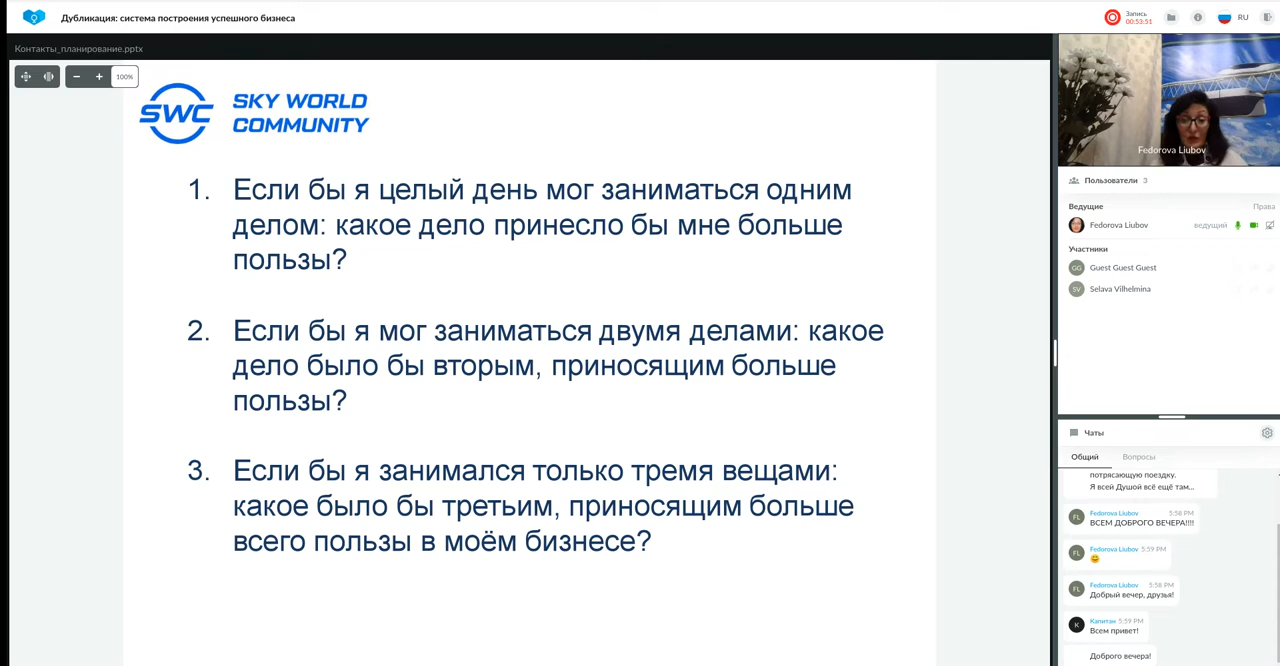 Дубликация: система построения успешного бизнеса
Запись
00:53:51
RU
Контакты_планирование.pptx
100%
SWC
SKY WORLD
COMMUNITY
1. Если бы я целый день мог заниматься одним
делом: какое дело принесло бы мне больше
пользы?
2. Если бы я мог заниматься двумя делами: какое
дело было бы вторым, приносящим больше
пользы?
3. Если бы я занимался только тремя вещами:
какое было бы третьим, приносящим больше
всего пользы в моём бизнесе?
Fedorova Liubov
Пользователи 3
Ведущие Права
Fedorova Liubov ведущий
Участники
GG Guest Guest Guest
SV Selava Vilhelmina
Чаты
Общий Вопросы
потрясающую поездку.
Я всей Душой всё ещё там...
FL Fedorova Liubov 5:58 PM
ВСЕМ ДОБРОГО ВЕЧЕРА!!!!
FL Fedorova Liubov 5:59 PM
😊
FL Fedorova Liubov 5:58 PM
Добрый вечер, друзья!
К Капитан 5:59 PM
Всем привет!
Доброго вечера!